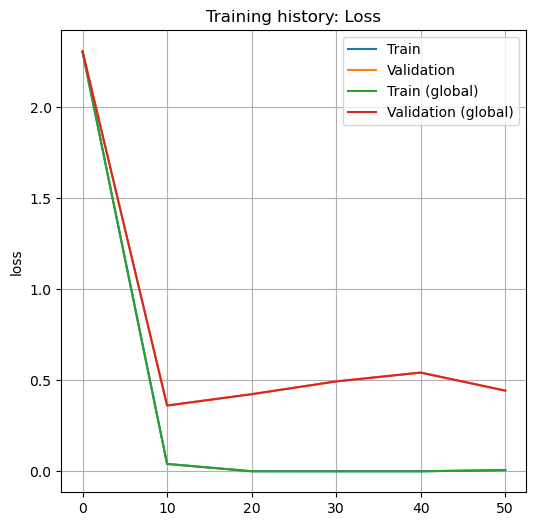 Training history: Loss
Train
Validation
Train (global)
Validation (global)
loss
2.0
1.5
1.0
0.5
0.0
0 10 20 30 40 50